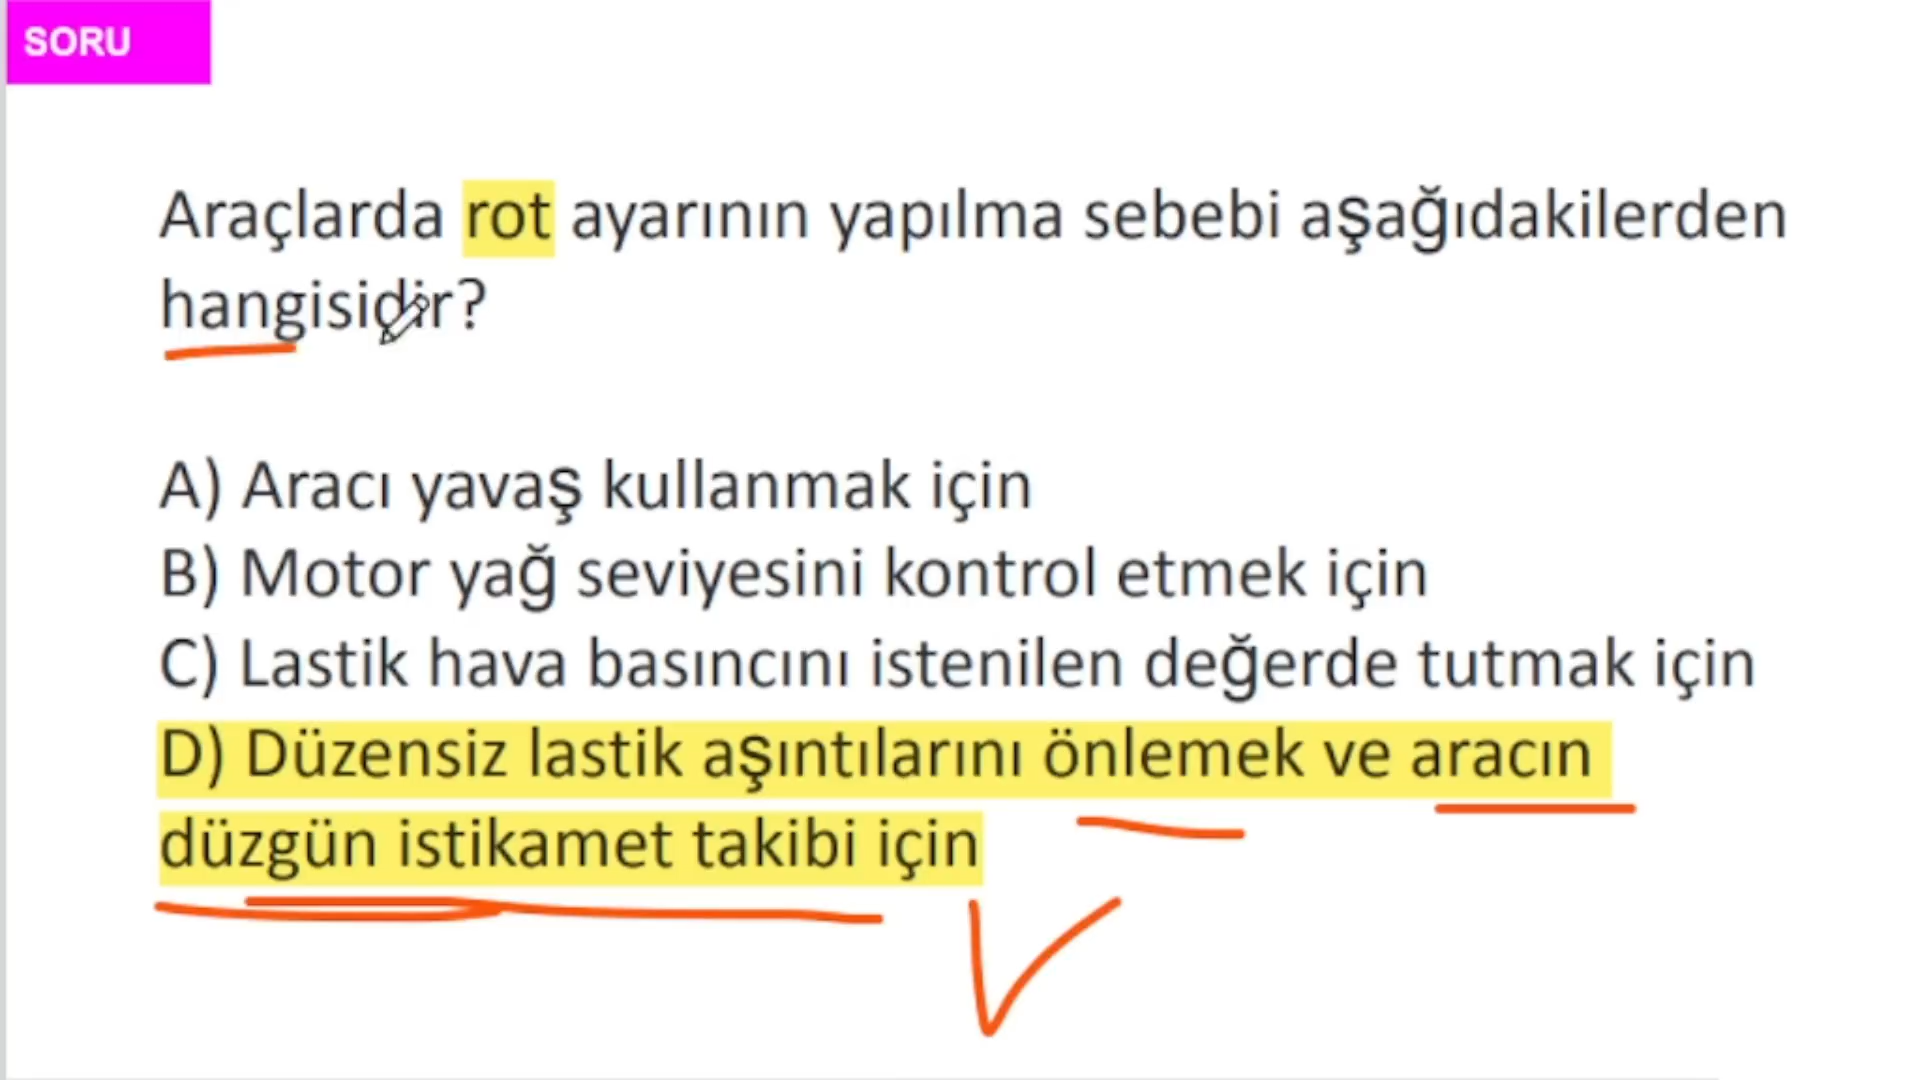 SORU
Araçlarda rot ayarının yapılma sebebi aşağıdakilerden
hangisidir?
A) Aracı yavaş kullanmak için
B) Motor yağ seviyesini kontrol etmek için
C) Lastik hava basıncını istenilen değerde tutmak için
D) Düzensiz lastik aşıntılarını önlemek ve aracın
düzgün istikamet takibi için